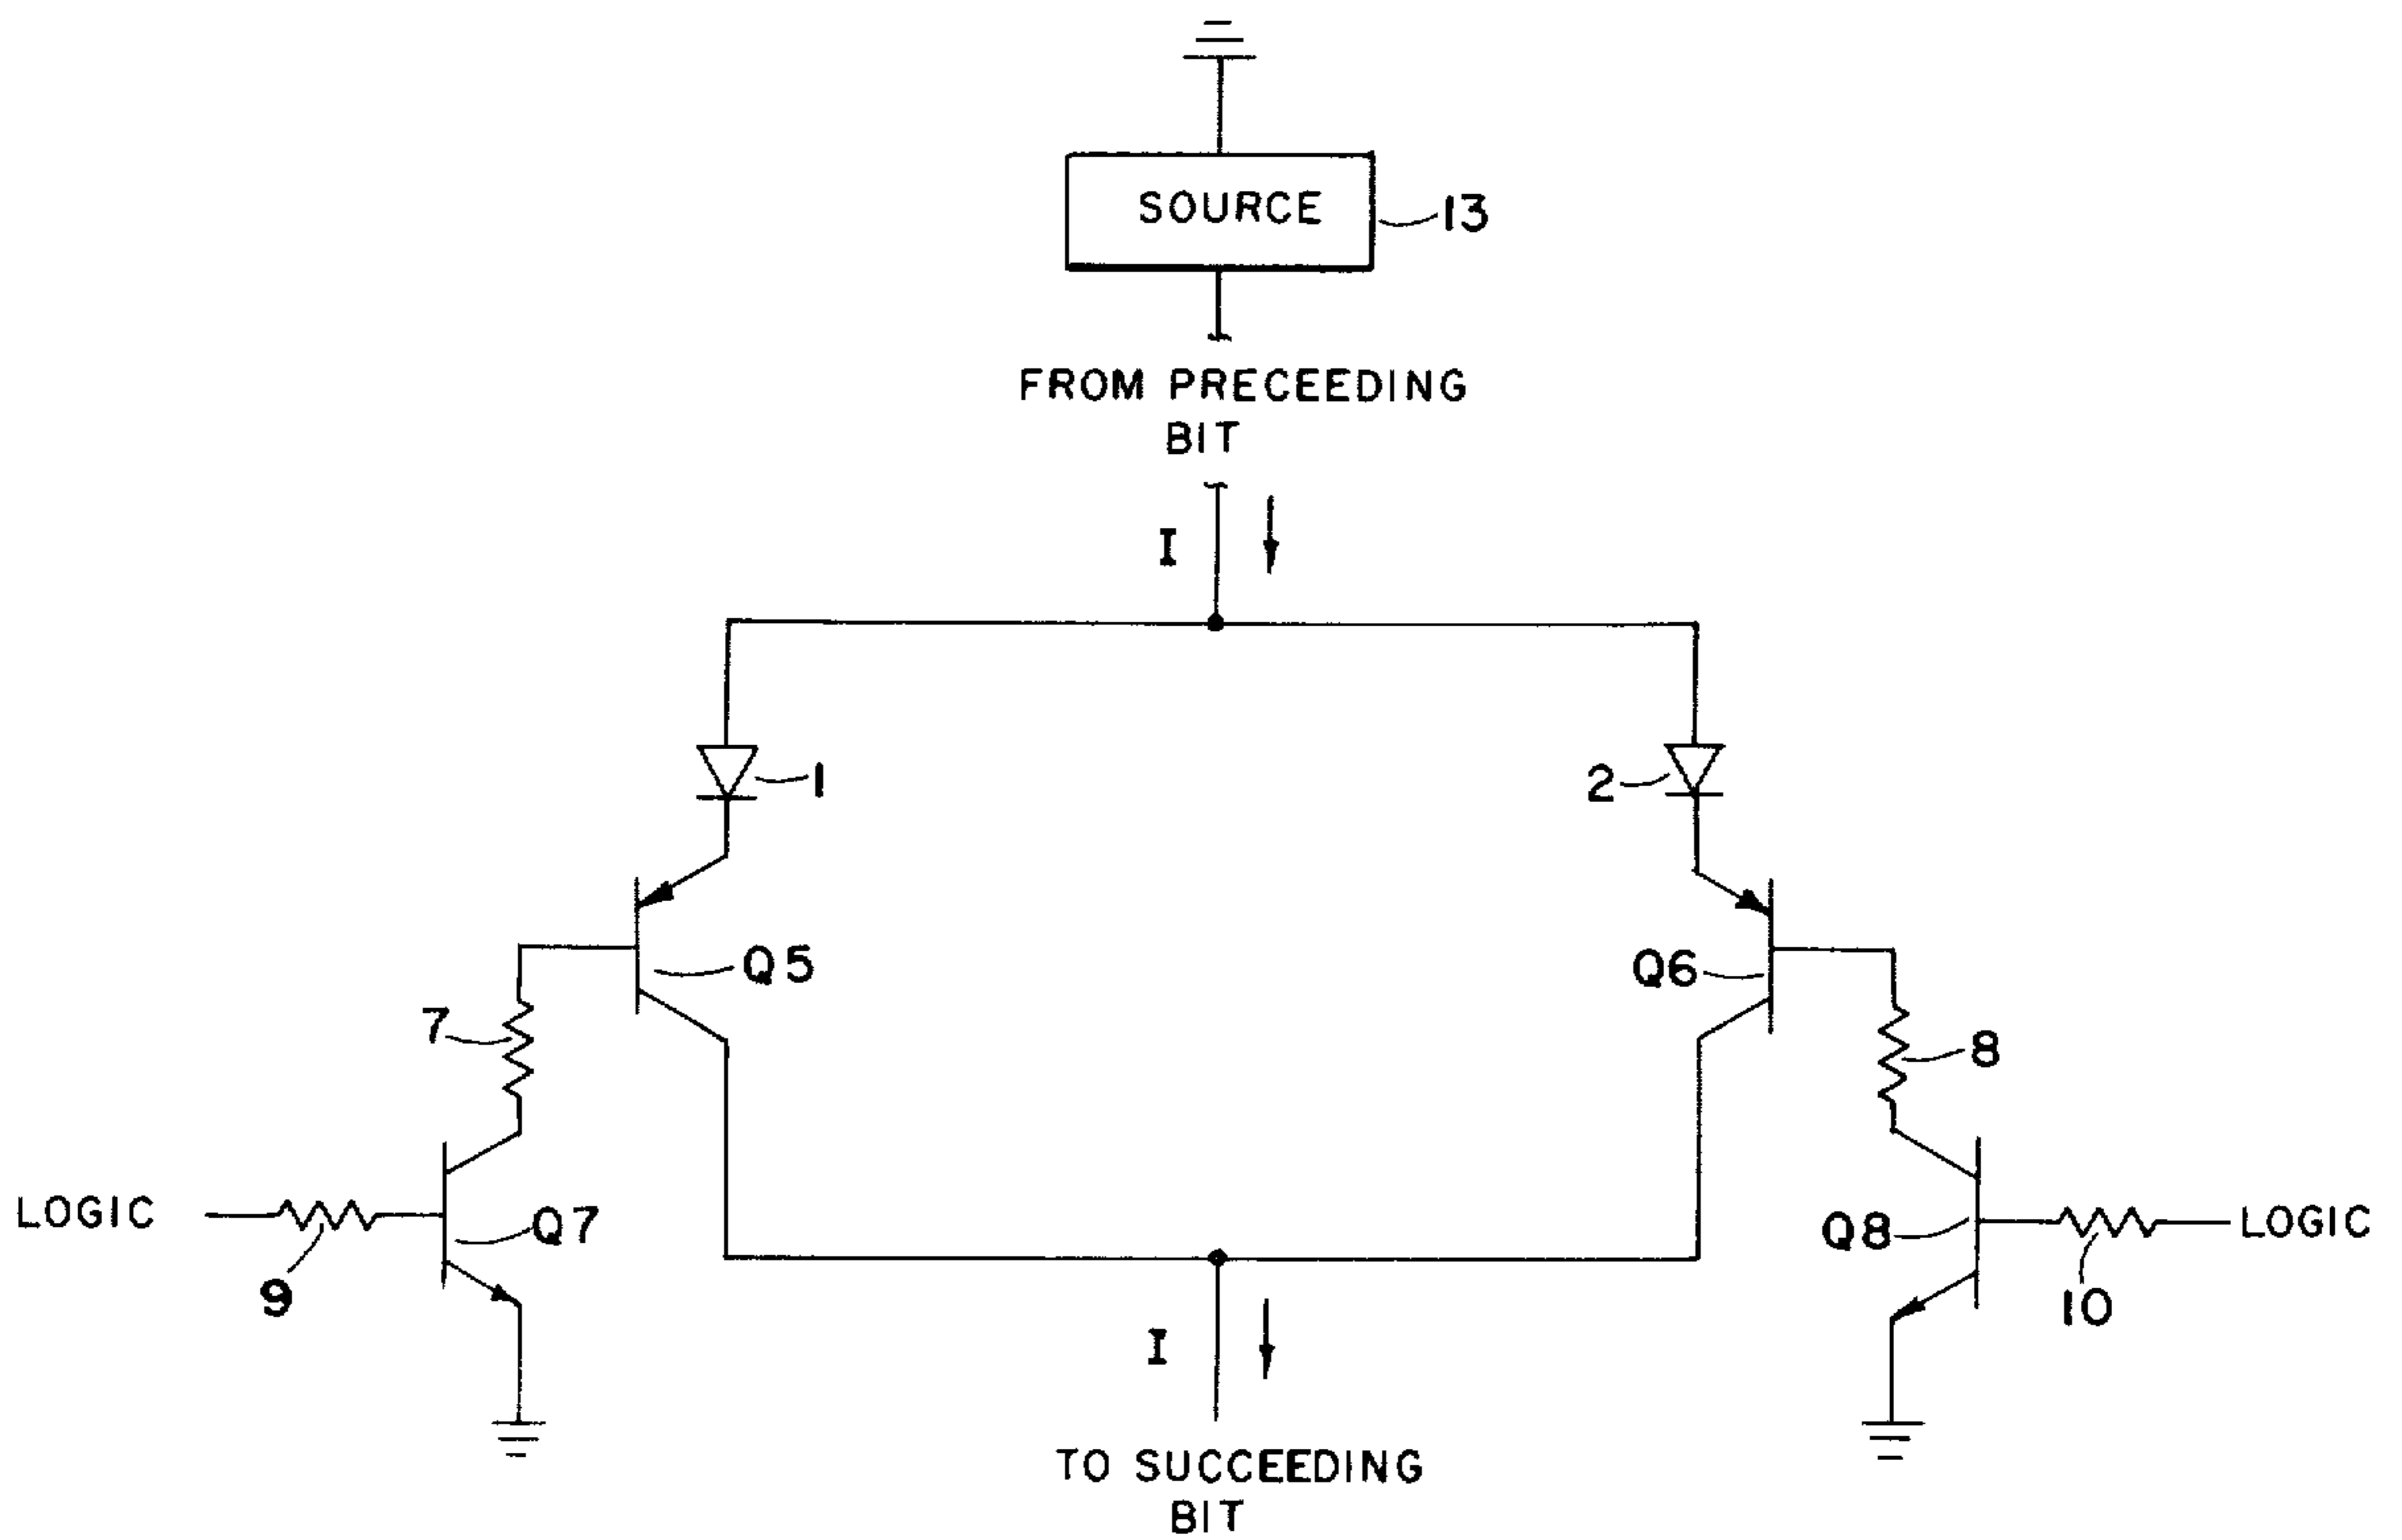 SOURCE
13
FROM PRECEEDING
BIT
I
1
2
Q5
Q6
7
8
LOGIC
Q7
Q8
LOGIC
9
10
I
TO SUCCEEDING
BIT